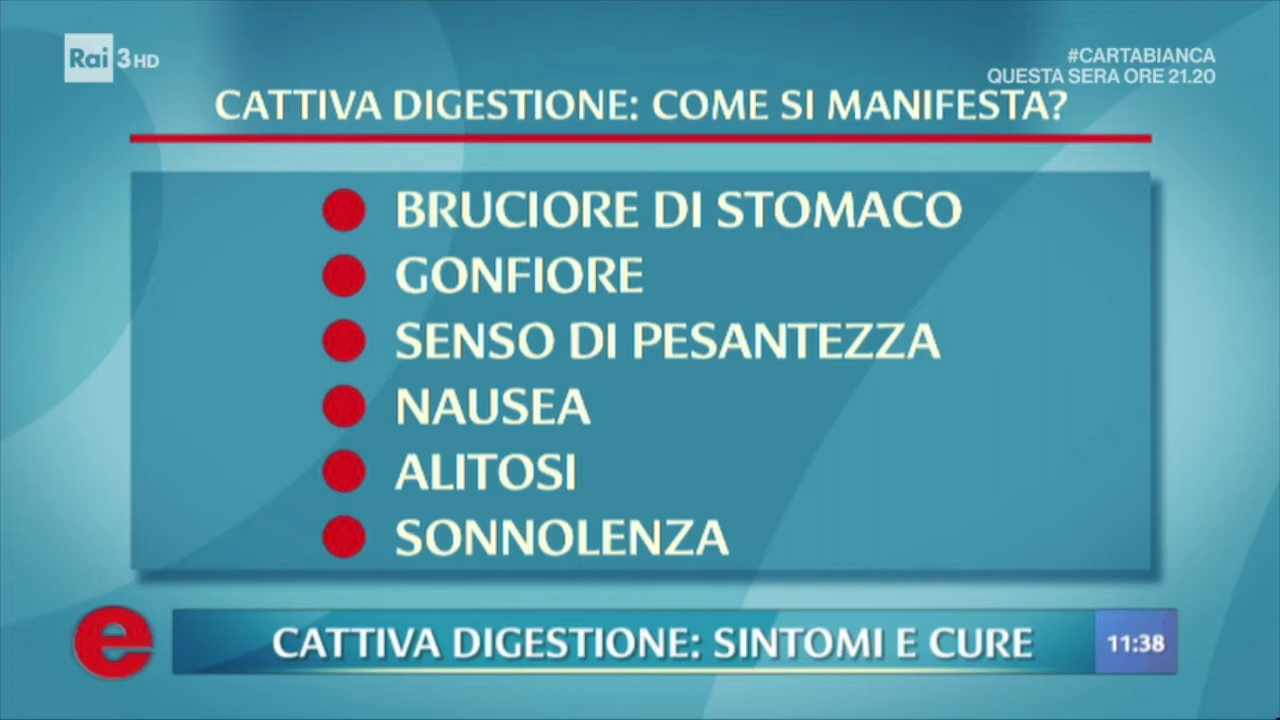 Rai 3HD
#CARTABIANCA
QUESTA SERA ORE 21.20
CATTIVA DIGESTIONE: COME SI MANIFESTA?
BRUCIORE DI STOMACO
GONFIORE
SENSO DI PESANTEZZA
NAUSEA
ALITOSI
SONNOLENZA
e
CATTIVA DIGESTIONE: SINTOMI E CURE
11:38